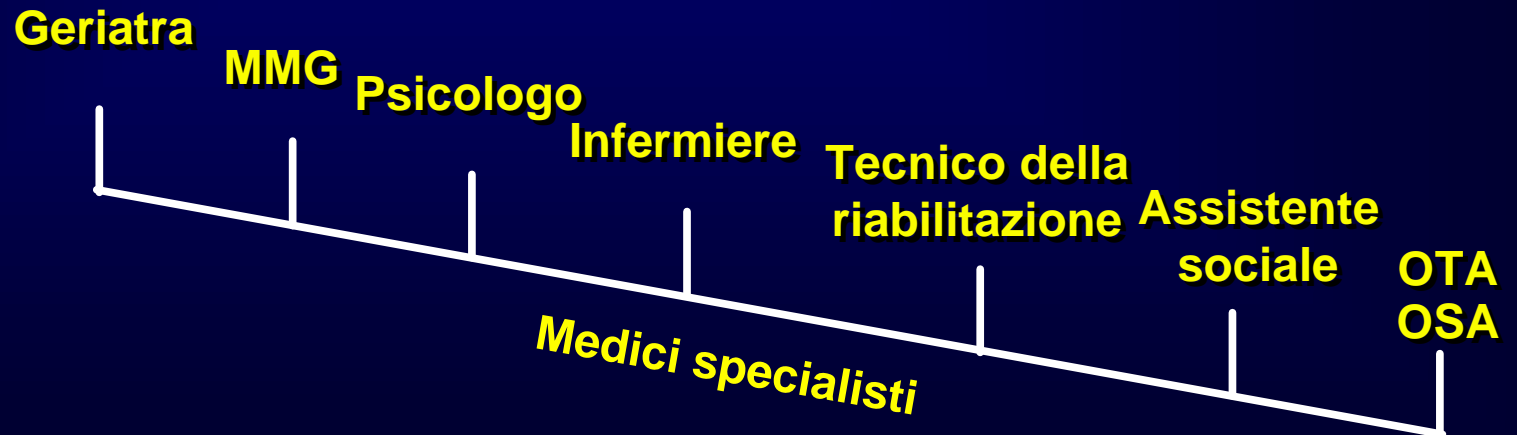 Geriatra
MMG
Psicologo
Infermiere
Tecnico della
riabilitazione
Assistente
sociale
OTA
OSA
Medici specialisti